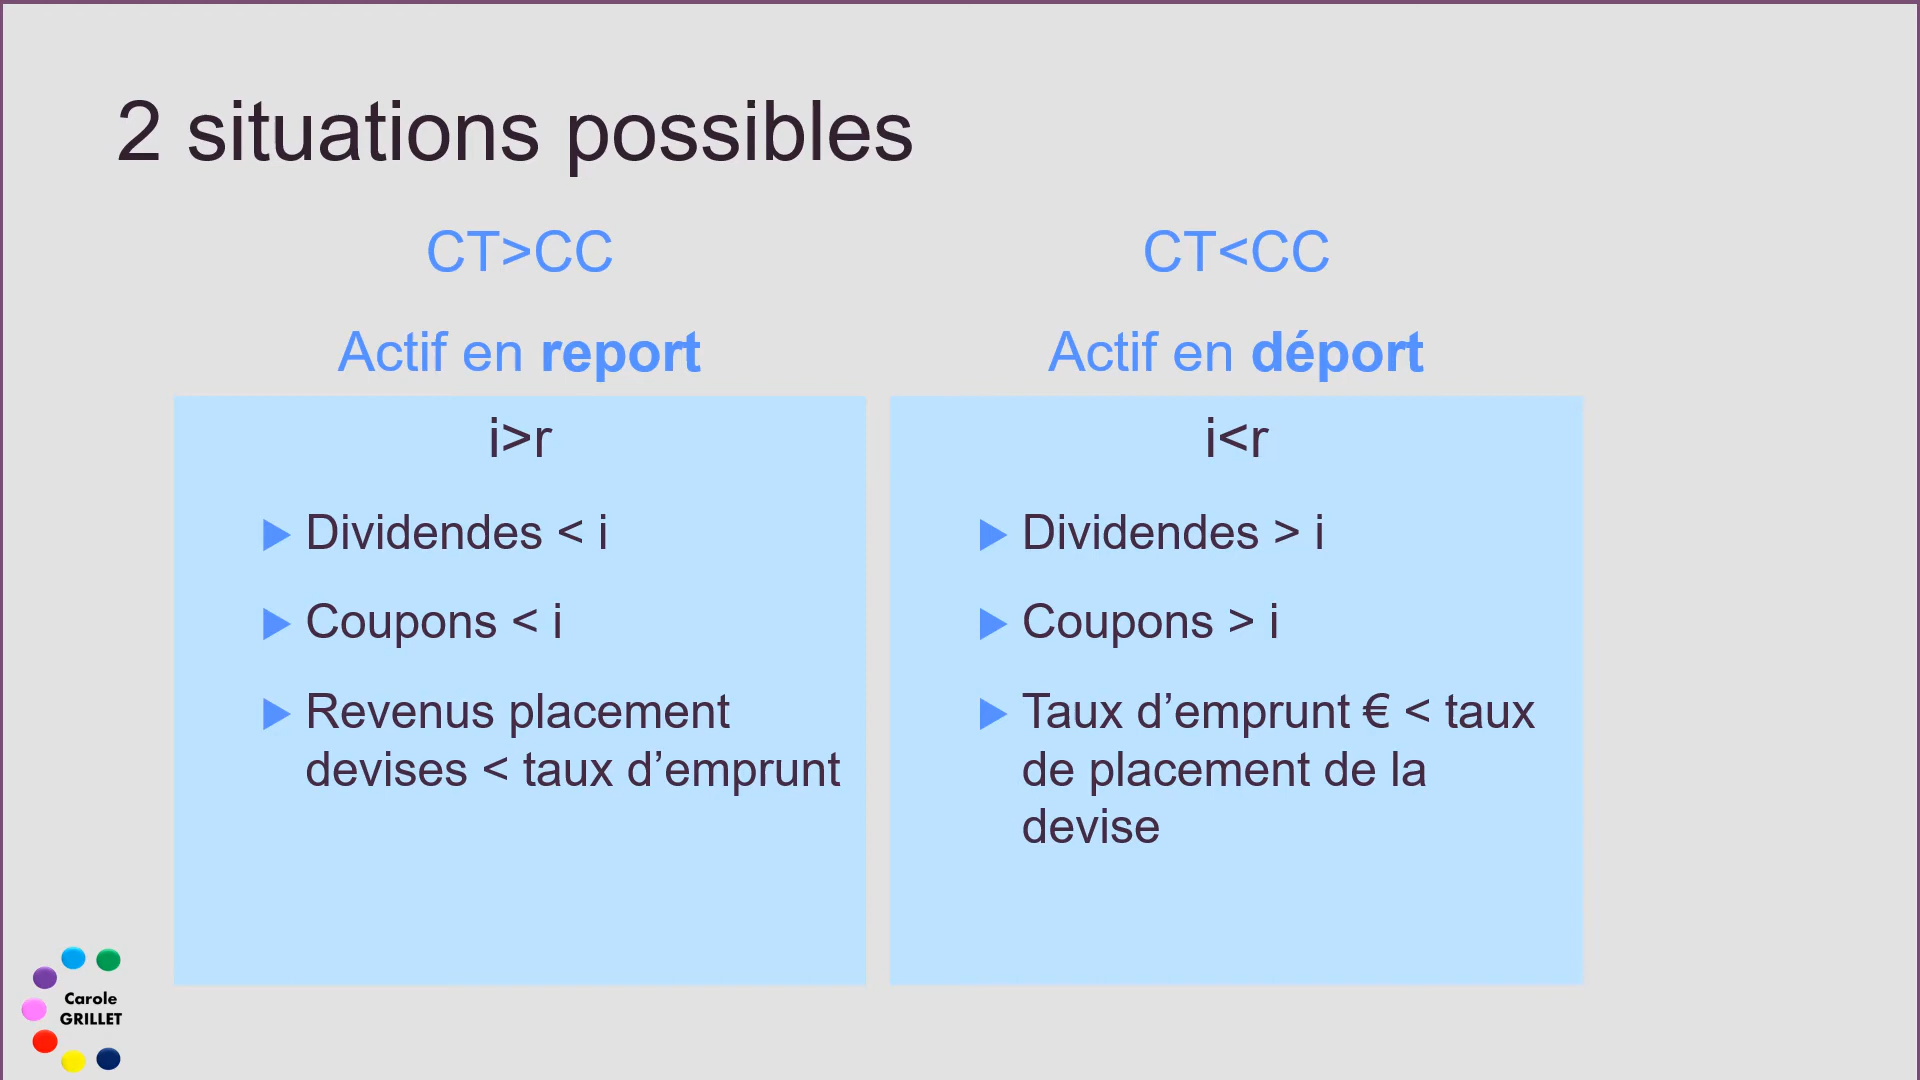 2 situations possibles
CT>CC
Actif en report
i>r
Dividendes < i
Coupons < i
Revenus placement
devises < taux d’emprunt
CT<CC
Actif en déport
i<r
Dividendes > i
Coupons > i
Taux d’emprunt € < taux
de placement de la
devise
Carole
GRILLET